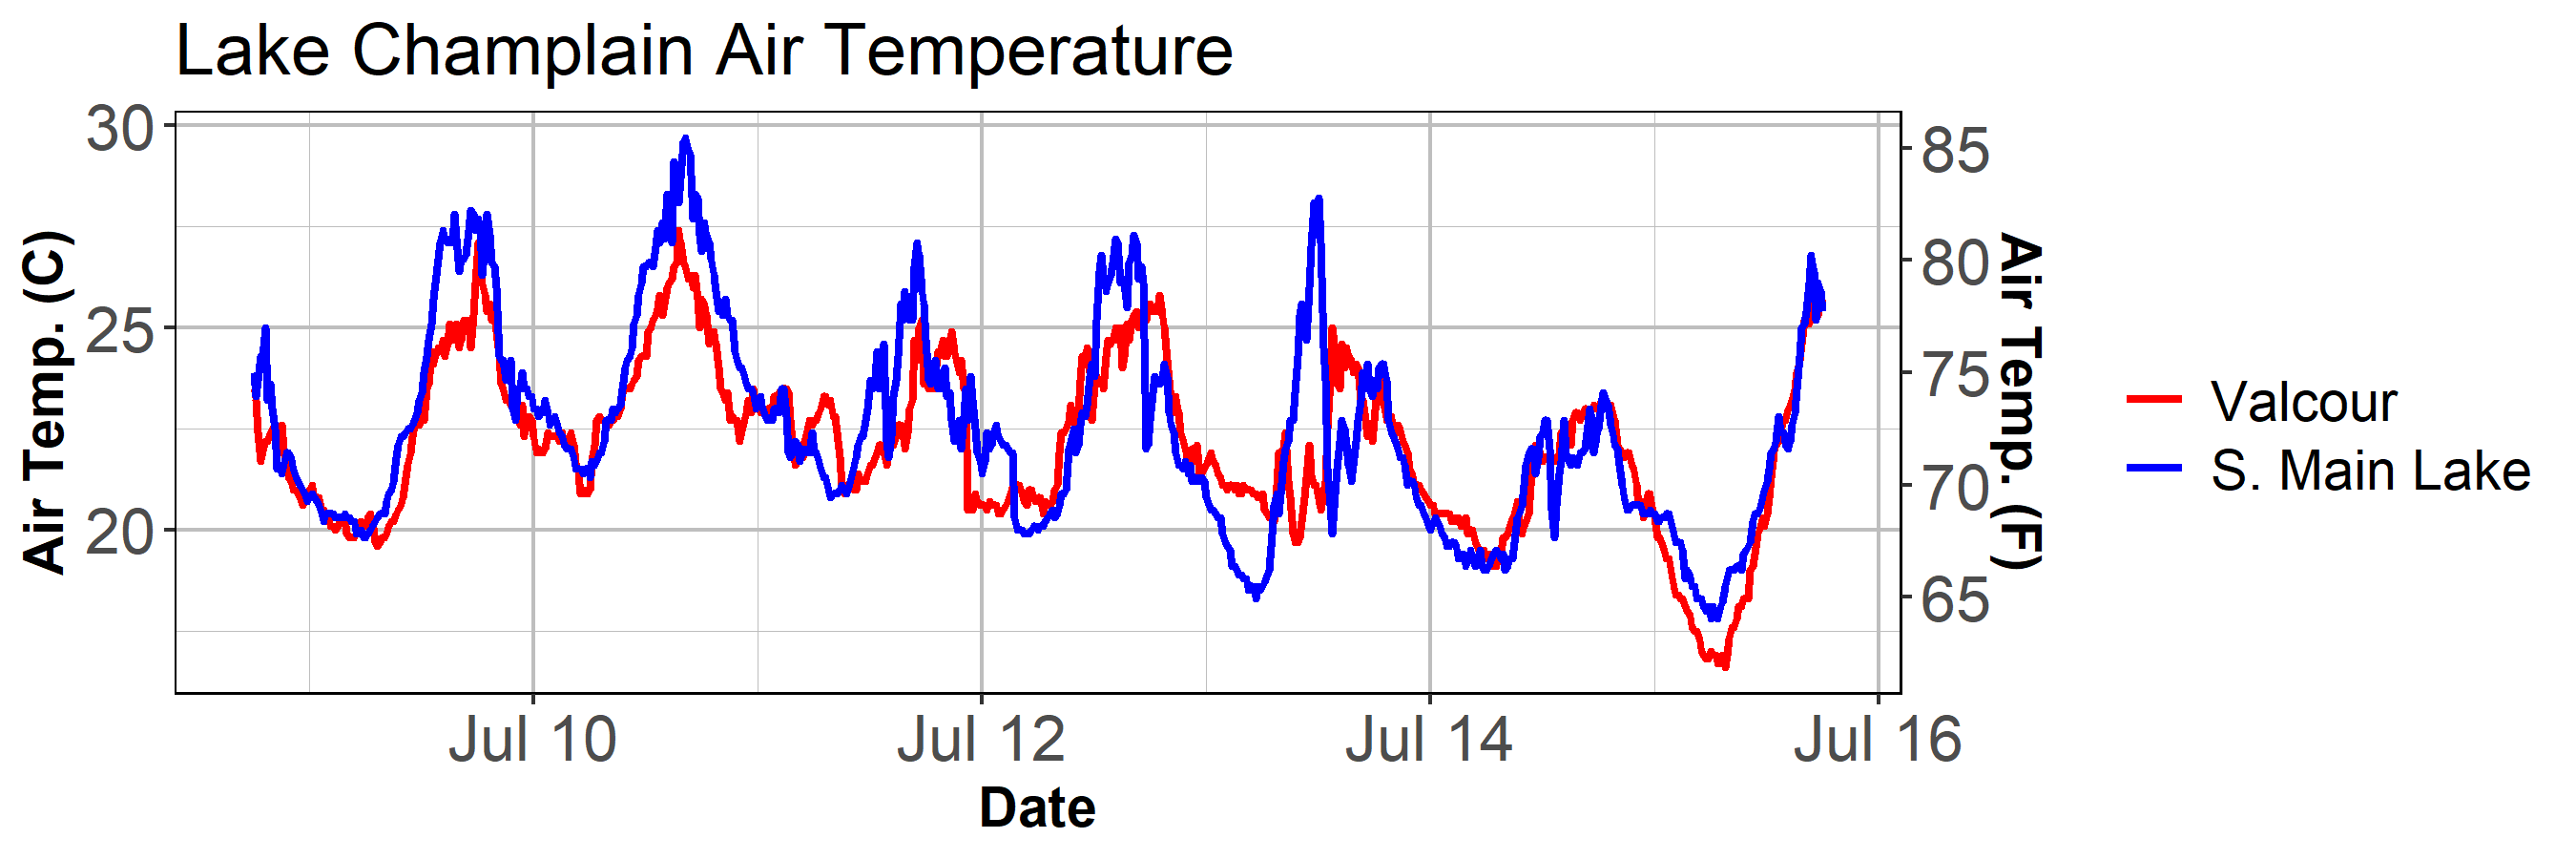 Lake Champlain Air Temperature
30
25
20
Air Temp. (C)
85
80
75
70
65
Air Temp. (F)
Jul 10
Jul 12
Jul 14
Jul 16
Date
Valcour
S. Main Lake